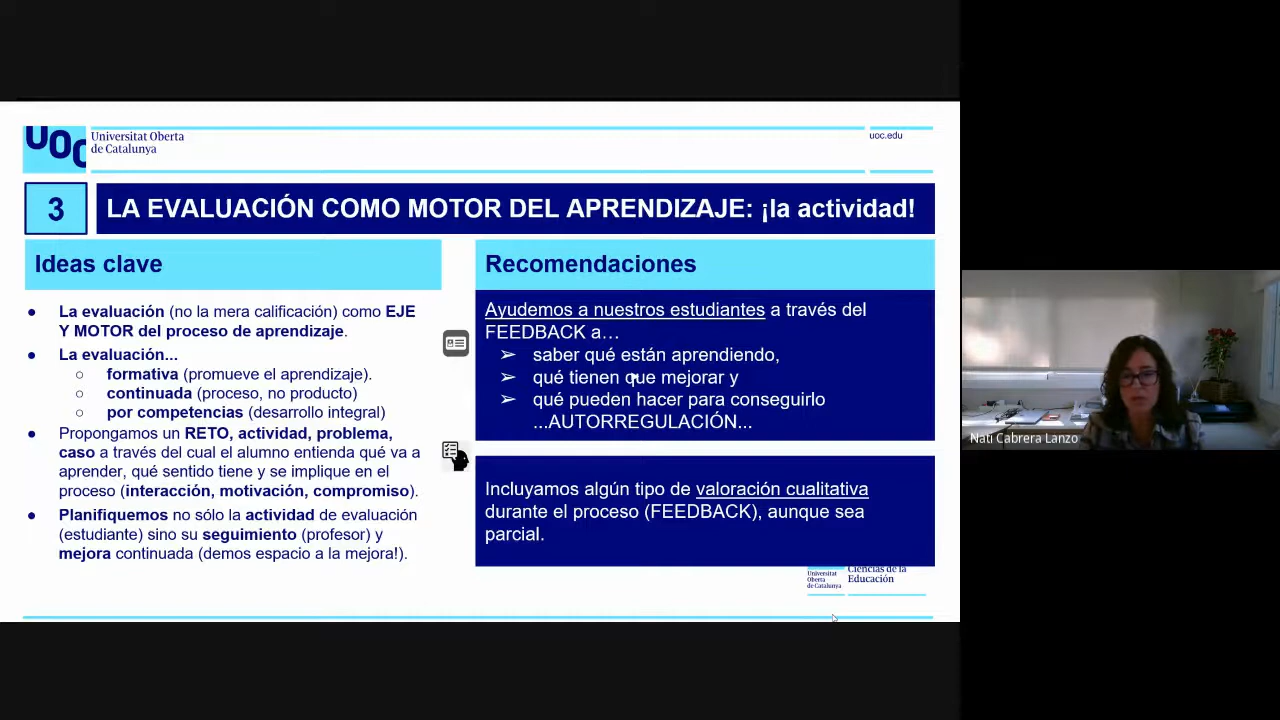 UOC
Universitat Oberta
de Catalunya
uoc.edu
3
LA EVALUACIÓN COMO MOTOR DEL APRENDIZAJE: ¡la actividad!
Ideas clave
● La evaluación (no la mera calificación) como EJE
Y MOTOR del proceso de aprendizaje.
● La evaluación...
○ formativa (promueve el aprendizaje).
○ continuada (proceso, no producto)
○ por competencias (desarrollo integral)
● Propongamos un RETO, actividad, problema,
caso a través del cual el alumno entienda qué va a
aprender, qué sentido tiene y se implique en el
proceso (interacción, motivación, compromiso).
● Planifiquemos no sólo la actividad de evaluación
(estudiante) sino su seguimiento (profesor) y
mejora continuada (demos espacio a la mejora!).
Recomendaciones
Ayudemos a nuestros estudiantes a través del
FEEDBACK a…
➢ saber qué están aprendiendo,
➢ qué tienen que mejorar y
➢ qué pueden hacer para conseguirlo
...AUTORREGULACIÓN...
Incluyamos algún tipo de valoración cualitativa
durante el proceso (FEEDBACK), aunque sea
parcial.
Universitat
Oberta
de Catalunya
Ciencias de la
Educación
Nati Cabrera Lanzo